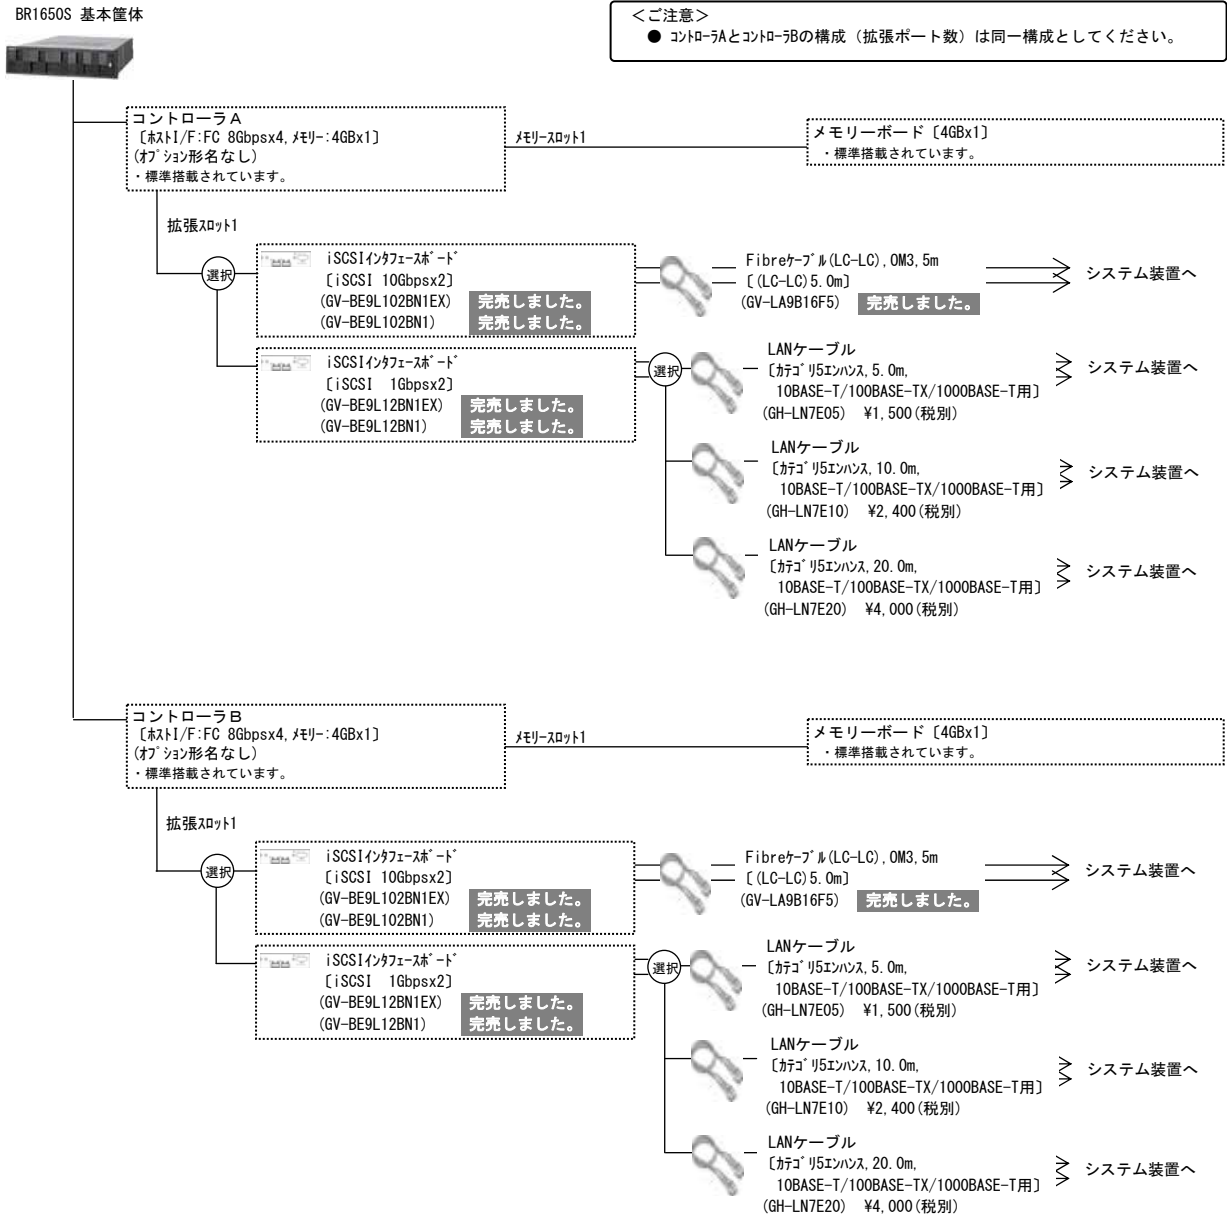 BR1650S 基本筐体
＜ご注意＞
● ｺﾝﾄﾛｰﾗAとｺﾝﾄﾛｰﾗBの構成（拡張ポート数）は同一構成としてください。
コントローラＡ
〔ﾎｽﾄI/F:FC 8Gbpsx4,ﾒﾓﾘｰ:4GBx1〕
(ｵﾌﾟｼｮﾝ形名なし)
・標準搭載されています。
ﾒﾓﾘｰｽﾛｯﾄ1
メモリーボード〔4GBx1〕
・標準搭載されています。
拡張ｽﾛｯﾄ1
選択
iSCSIｲﾝﾀﾌｪｰｽﾎﾞｰﾄﾞ
〔iSCSI 10Gbpsx2〕
(GV-BE9L102BN1EX) 完売しました。
(GV-BE9L102BN1) 完売しました。
Fibreｹｰﾌﾞﾙ(LC-LC),OM3,5m
〔(LC-LC)5.0m〕
(GV-LA9B16F5) 完売しました。
システム装置へ
iSCSIｲﾝﾀﾌｪｰｽﾎﾞｰﾄﾞ
〔iSCSI 1Gbpsx2〕
(GV-BE9L12BN1EX) 完売しました。
(GV-BE9L12BN1) 完売しました。
選択
LANケーブル
〔ｶﾃｺﾞﾘ5ｴﾝﾊﾝｽ,5.0m,
10BASE-T/100BASE-TX/1000BASE-T用〕
(GH-LN7E05) ¥1,500(税別)
システム装置へ
LANケーブル
〔ｶﾃｺﾞﾘ5ｴﾝﾊﾝｽ,10.0m,
10BASE-T/100BASE-TX/1000BASE-T用〕
(GH-LN7E10) ¥2,400(税別)
システム装置へ
LANケーブル
〔ｶﾃｺﾞﾘ5ｴﾝﾊﾝｽ,20.0m,
10BASE-T/100BASE-TX/1000BASE-T用〕
(GH-LN7E20) ¥4,000(税別)
システム装置へ
コントローラＢ
〔ﾎｽﾄI/F:FC 8Gbpsx4,ﾒﾓﾘｰ:4GBx1〕
(ｵﾌﾟｼｮﾝ形名なし)
・標準搭載されています。
ﾒﾓﾘｰｽﾛｯﾄ1
メモリーボード〔4GBx1〕
・標準搭載されています。
拡張ｽﾛｯﾄ1
選択
iSCSIｲﾝﾀﾌｪｰｽﾎﾞｰﾄﾞ
〔iSCSI 10Gbpsx2〕
(GV-BE9L102BN1EX) 完売しました。
(GV-BE9L102BN1) 完売しました。
Fibreｹｰﾌﾞﾙ(LC-LC),OM3,5m
〔(LC-LC)5.0m〕
(GV-LA9B16F5) 完売しました。
システム装置へ
iSCSIｲﾝﾀﾌｪｰｽﾎﾞｰﾄﾞ
〔iSCSI 1Gbpsx2〕
(GV-BE9L12BN1EX) 完売しました。
(GV-BE9L12BN1) 完売しました。
選択
LANケーブル
〔ｶﾃｺﾞﾘ5ｴﾝﾊﾝｽ,5.0m,
10BASE-T/100BASE-TX/1000BASE-T用〕
(GH-LN7E05) ¥1,500(税別)
システム装置へ
LANケーブル
〔ｶﾃｺﾞﾘ5ｴﾝﾊﾝｽ,10.0m,
10BASE-T/100BASE-TX/1000BASE-T用〕
(GH-LN7E10) ¥2,400(税別)
システム装置へ
LANケーブル
〔ｶﾃｺﾞﾘ5ｴﾝﾊﾝｽ,20.0m,
10BASE-T/100BASE-TX/1000BASE-T用〕
(GH-LN7E20) ¥4,000(税別)
システム装置へ